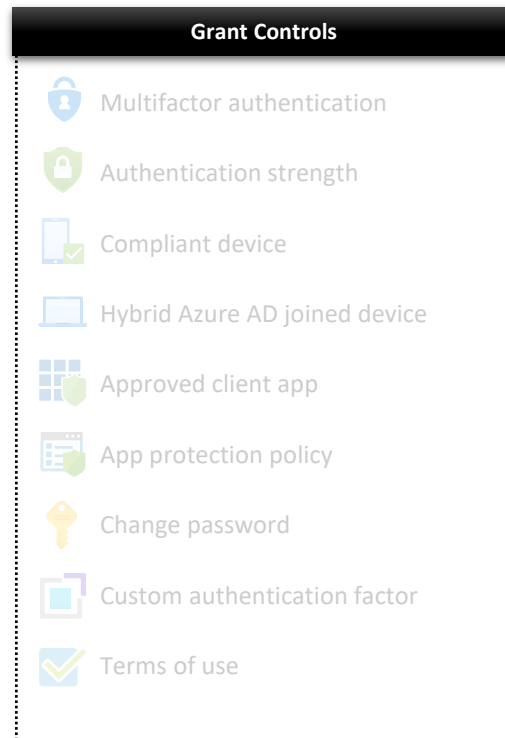 Grant Controls
Multifactor authentication
Authentication strength
Compliant device
Hybrid Azure AD joined device
Approved client app
App protection policy
Change password
Custom authentication factor
Terms of use